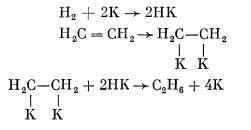 H₂ + 2K → 2HK
H₂C = CH₂ → H₂C—CH₂
K K
H₂C—CH₂ + 2HK → C₂H₆ + 4K
K K